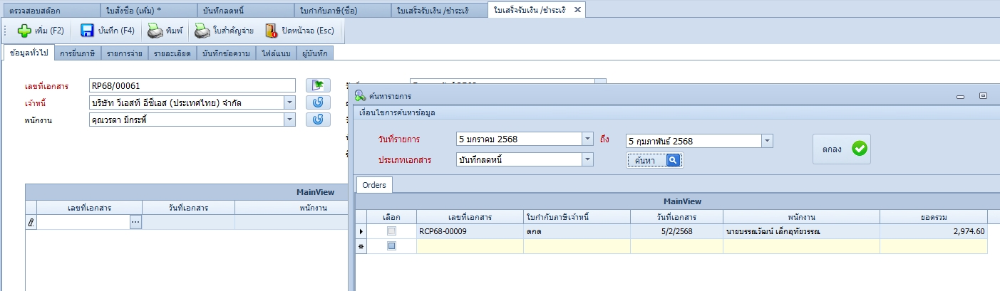 ตรวจสอบสต๊อก ใบสั่งซื้อ (เพิ่ม) * บันทึกลดหนี้ ใบกำกับภาษี(ซื้อ) ใบเสร็จรับเงิน /ชำระเงิ ใบเสร็จรับเงิน /ชำระเงิ
เพิ่ม (F2) บันทึก (F4) พิมพ์ ใบสำคัญจ่าย ปิดหน้าจอ (Esc)
ข้อมูลทั่วไป การยื่นภาษี รายการจ่าย รายละเอียด บันทึกข้อความ ไฟล์แนบ ผู้บันทึก
เลขที่เอกสาร RP68/00061
เจ้าหนี้ บริษัท วีเอสที อีซีเอส (ประเทศไทย) จำกัด
พนักงาน คุณวรดา มีกระพี้
MainView
เลขที่เอกสาร วันที่เอกสาร พนักงาน
ค้นหารายการ
เงื่อนไขการค้นหาข้อมูล
วันที่รายการ 5 มกราคม 2568 ถึง 5 กุมภาพันธ์ 2568
ตกลง
ประเภทเอกสาร บันทึกลดหนี้ ค้นหา
Orders
MainView
เลือก เลขที่เอกสาร ใบกำกับภาษีเจ้าหนี้ วันที่เอกสาร พนักงาน ยอดรวม
RCP68-00009 ดกด 5/2/2568 นายบรรณวัฒน์ เล็กอุทัยวรรณ 2,974.60